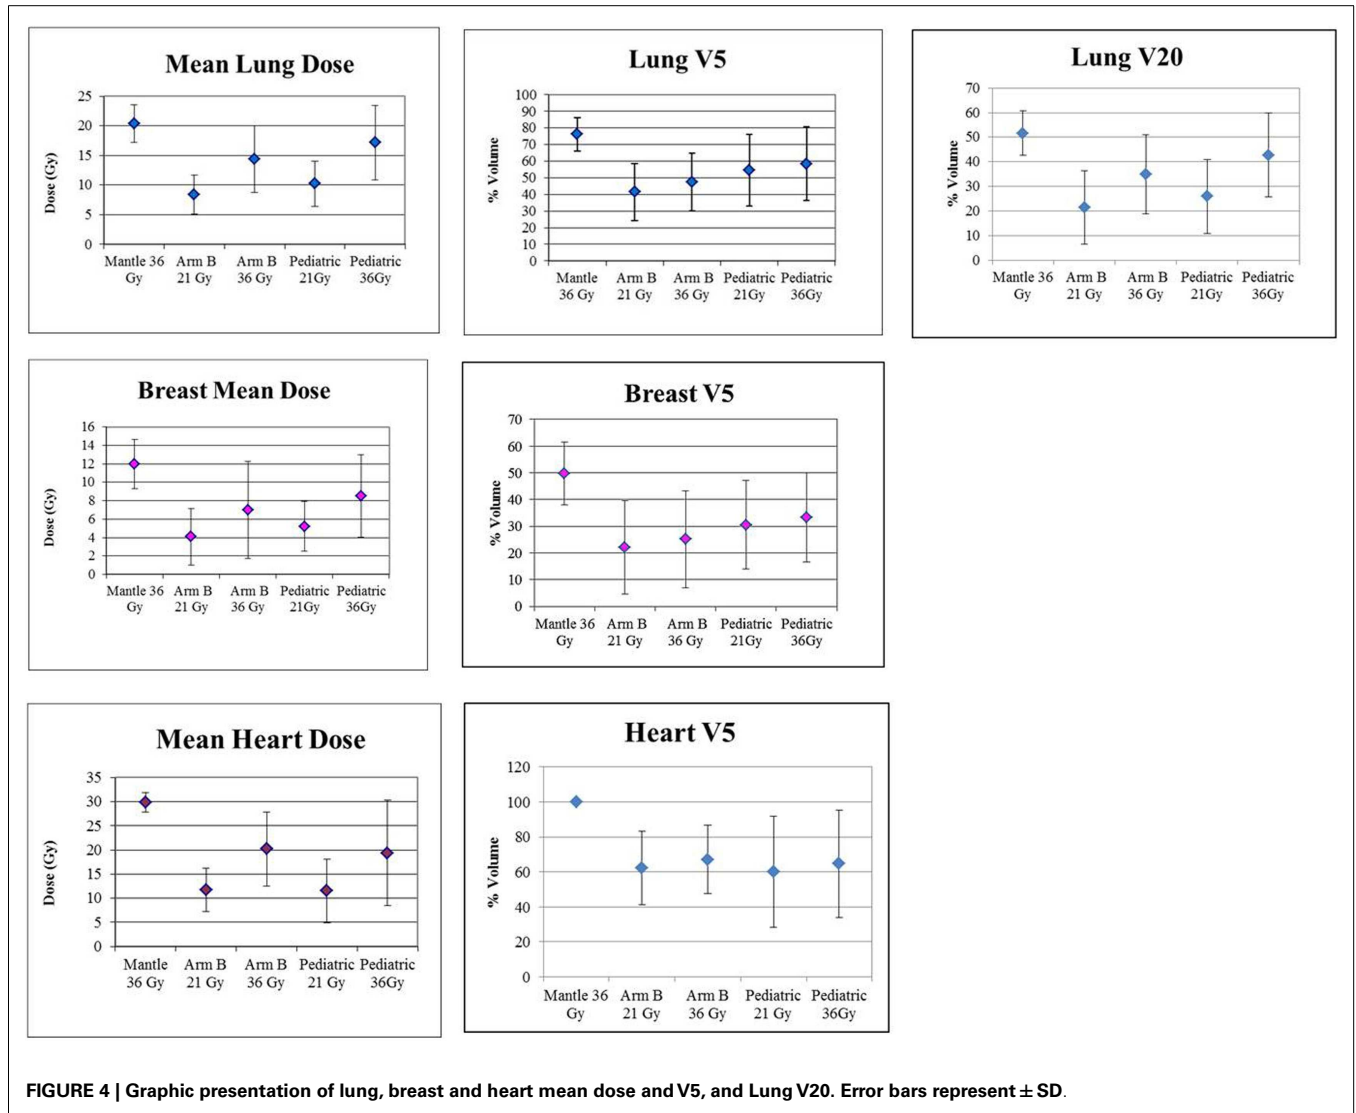 Mean Lung Dose
Dose (Gy)
25
20
15
10
5
0
Mantle 36 Arm B Arm B Pediatric Pediatric
Gy 21 Gy 36 Gy 21Gy 36Gy
Lung V5
% Volume
100
90
80
70
60
50
40
30
20
10
0
Mantle Arm B Arm B Pediatric Pediatric
36 Gy 21 Gy 36 Gy 21Gy 36Gy
Lung V20
% Volume
70
60
50
40
30
20
10
0
Mantle 36 Arm B Arm B Pediatric Pediatric
Gy 21 Gy 36 Gy 21Gy 36Gy
Breast Mean Dose
Dose (Gy)
16
14
12
10
8
6
4
2
0
Mantle 36 Arm B Arm B Pediatric Pediatric
Gy 21 Gy 36 Gy 21Gy 36Gy
Breast V5
% Volume
70
60
50
40
30
20
10
0
Mantle 36 Arm B Arm B Pediatric Pediatric
Gy 21 Gy 36 Gy 21Gy 36Gy
Mean Heart Dose
Dose (Gy)
35
30
25
20
15
10
5
0
Mantle Arm B Arm B Pediatric Pediatric
36 Gy 21 Gy 36 Gy 21 Gy 36Gy
Heart V5
% Volume
120
100
80
60
40
20
0
Mantle 36 Arm B Arm B Pediatric Pediatric
Gy 21 Gy 36 Gy 21 Gy 36Gy
FIGURE 4 | Graphic presentation of lung, breast and heart mean dose and V5, and Lung V20. Error bars represent ± SD.